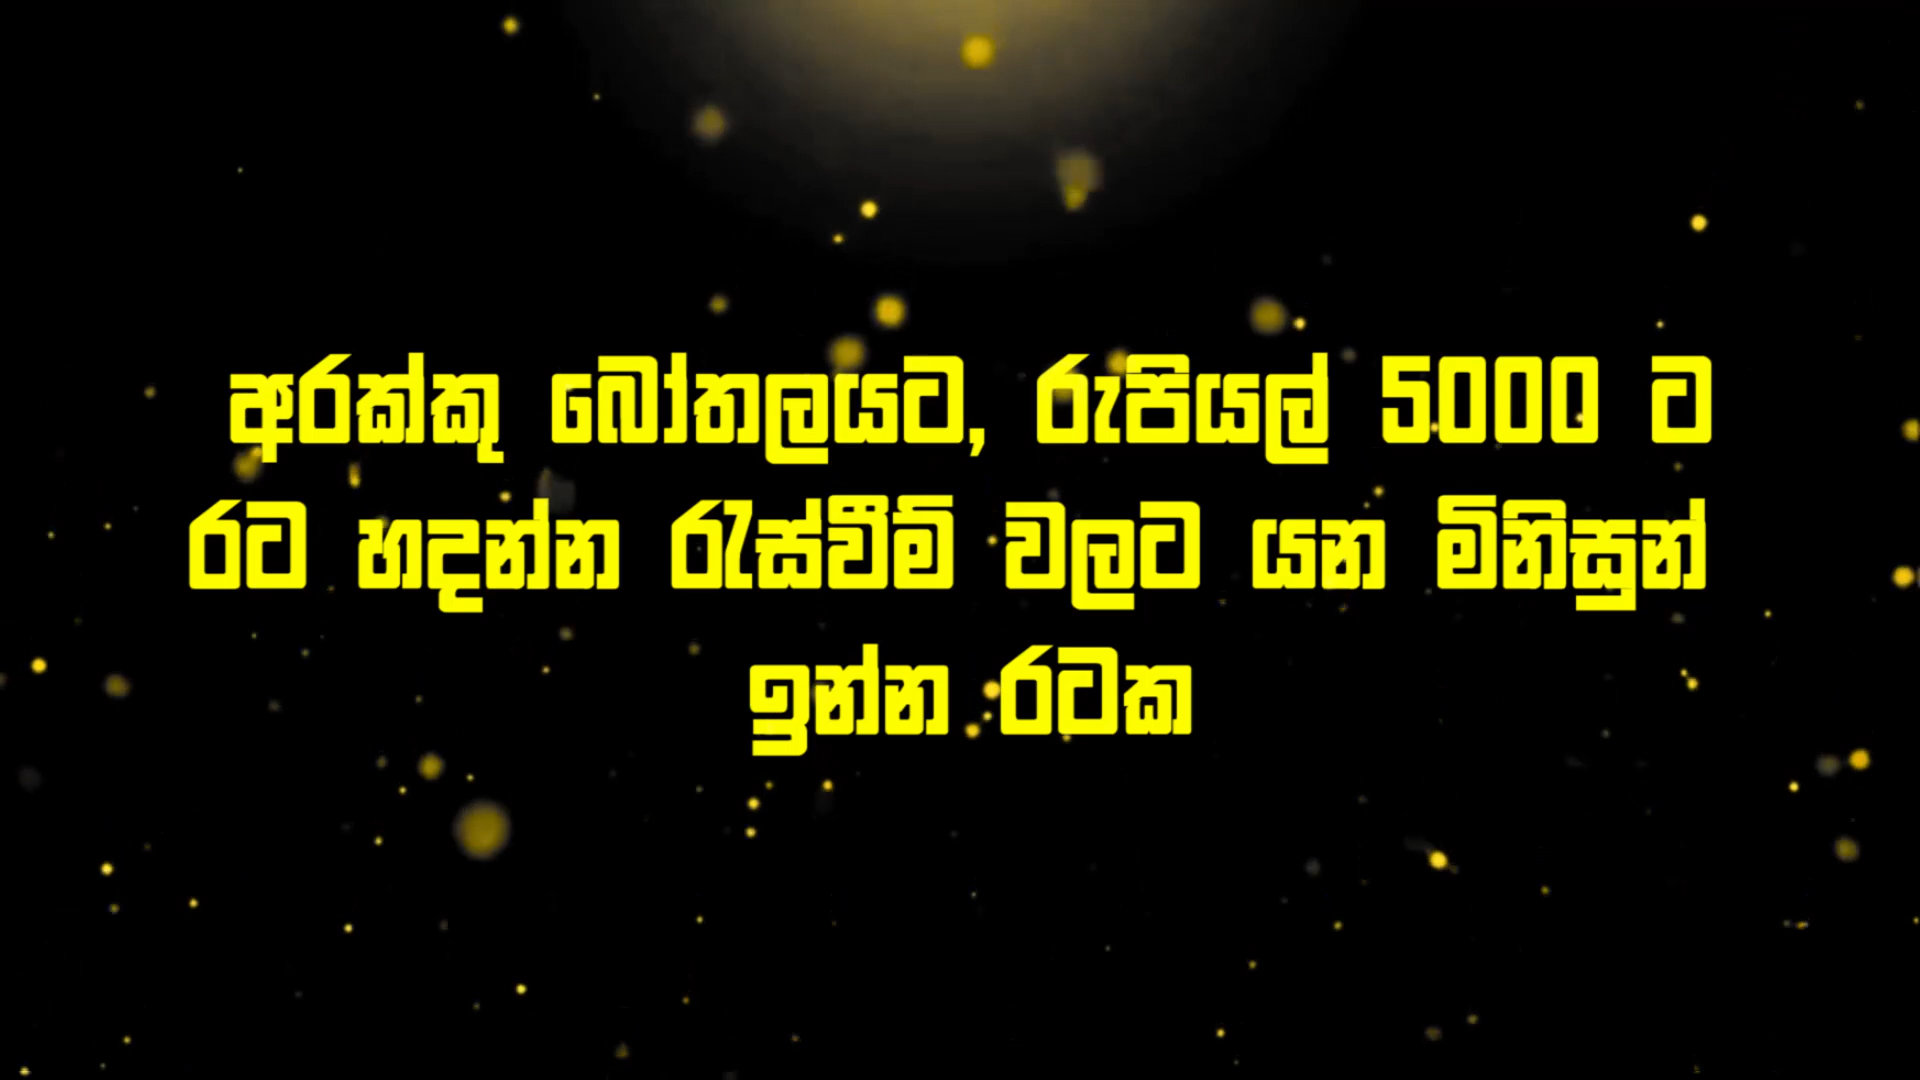 අරක්කු බෝතලයට, රුපියල් 5000 ට
රට හදන්න රැස්වීම් වලට යන මිනිසුන්
ඉන්න රටක